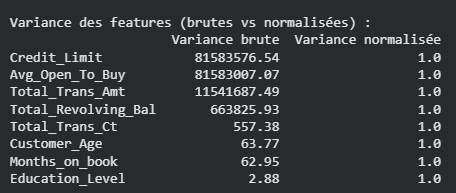 Variance des features (brutes vs normalisées) :
Variance brute Variance normalisée
Credit_Limit 81583576.54 1.0
Avg_Open_To_Buy 81583007.07 1.0
Total_Trans_Amt 11541687.49 1.0
Total_Revolving_Bal 663825.93 1.0
Total_Trans_Ct 557.38 1.0
Customer_Age 63.77 1.0
Months_on_book 62.95 1.0
Education_Level 2.88 1.0